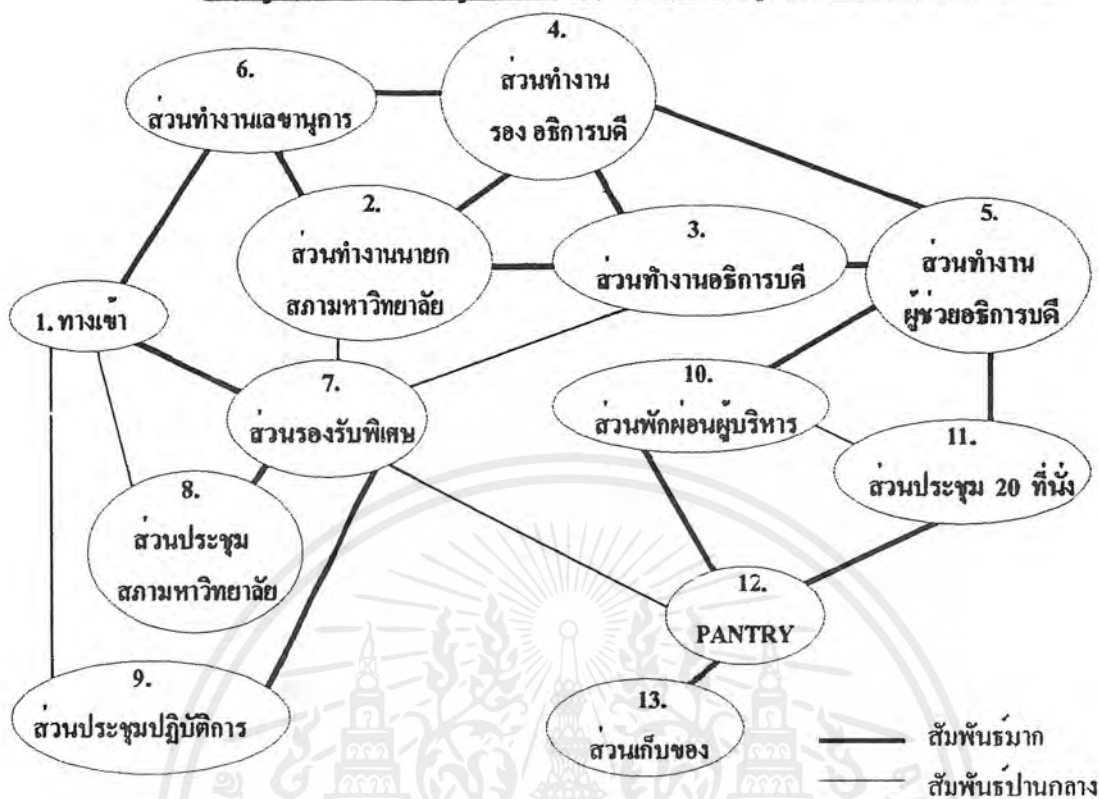 4.
ส่วนทำงาน
รอง อธิการบดี
6.
ส่วนทำงานเลขานุการ
2.
ส่วนทำงานนายก
สภามหาวิทยาลัย
3.
ส่วนทำงานอธิการบดี
5.
ส่วนทำงาน
ผู้ช่วยอธิการบดี
1. ทางเข้า
7.
ส่วนรองรับพิเศษ
10.
ส่วนพักผ่อนผู้บริหาร
11.
ส่วนประชุม 20 ที่นั่ง
8.
ส่วนประชุม
สภามหาวิทยาลัย
12.
PANTRY
9.
ส่วนประชุมปฏิบัติการ
13.
ส่วนเก็บของ
สัมพันธ์มาก
สัมพันธ์ปานกลาง